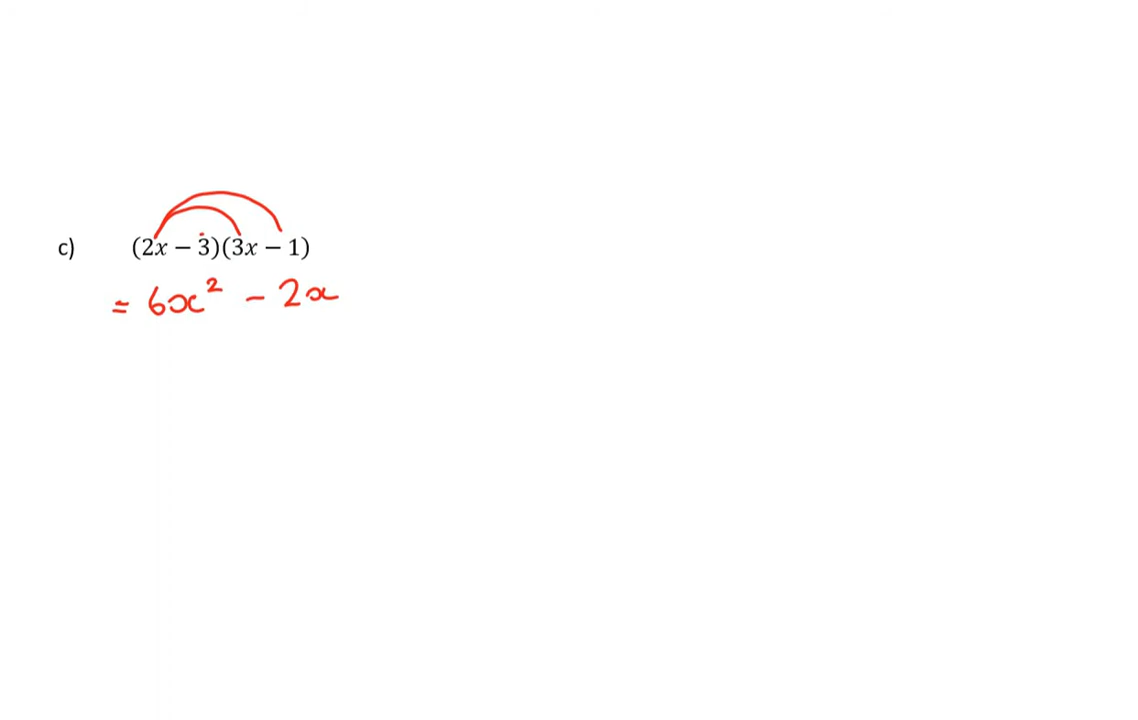 c) (2x − 3)(3x − 1)
= 6x² − 2x